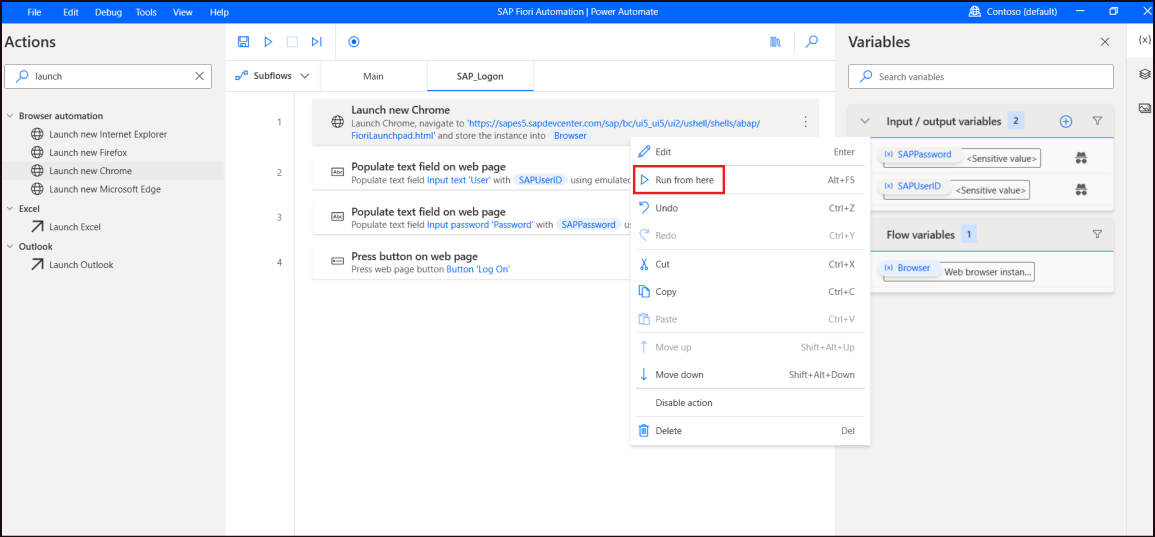 File Edit Debug Tools View Help SAP Fiori Automation | Power Automate Contoso (default)
Actions
launch
Browser automation
Launch new Internet Explorer
Launch new Firefox
Launch new Chrome
Launch new Microsoft Edge
Excel
Launch Excel
Outlook
Launch Outlook
Subflows Main SAP_Logon
1
Launch new Chrome
Launch Chrome, navigate to 'https://sapes5.sapdevcenter.com/sap/bc/ui5_ui5/ui2/ushell/shells/abap/
FioriLaunchpad.html' and store the instance into Browser
2
Populate text field on web page
Populate text field Input text 'User' with SAPUserID using emulated
3
Populate text field on web page
Populate text field Input password 'Password' with SAPPassword
4
Press button on web page
Press web page button Button 'Log On'
Edit Enter
Run from here Alt+F5
Undo Ctrl+Z
Redo Ctrl+Y
Cut Ctrl+X
Copy Ctrl+C
Paste Ctrl+V
Move up Shift+Alt+Up
Move down Shift+Alt+Down
Disable action
Delete Del
Variables
{x}
Search variables
Input / output variables 2
(x) SAPPassword <Sensitive value>
(x) SAPUserID <Sensitive value>
Flow variables 1
(x) Browser Web browser instan...